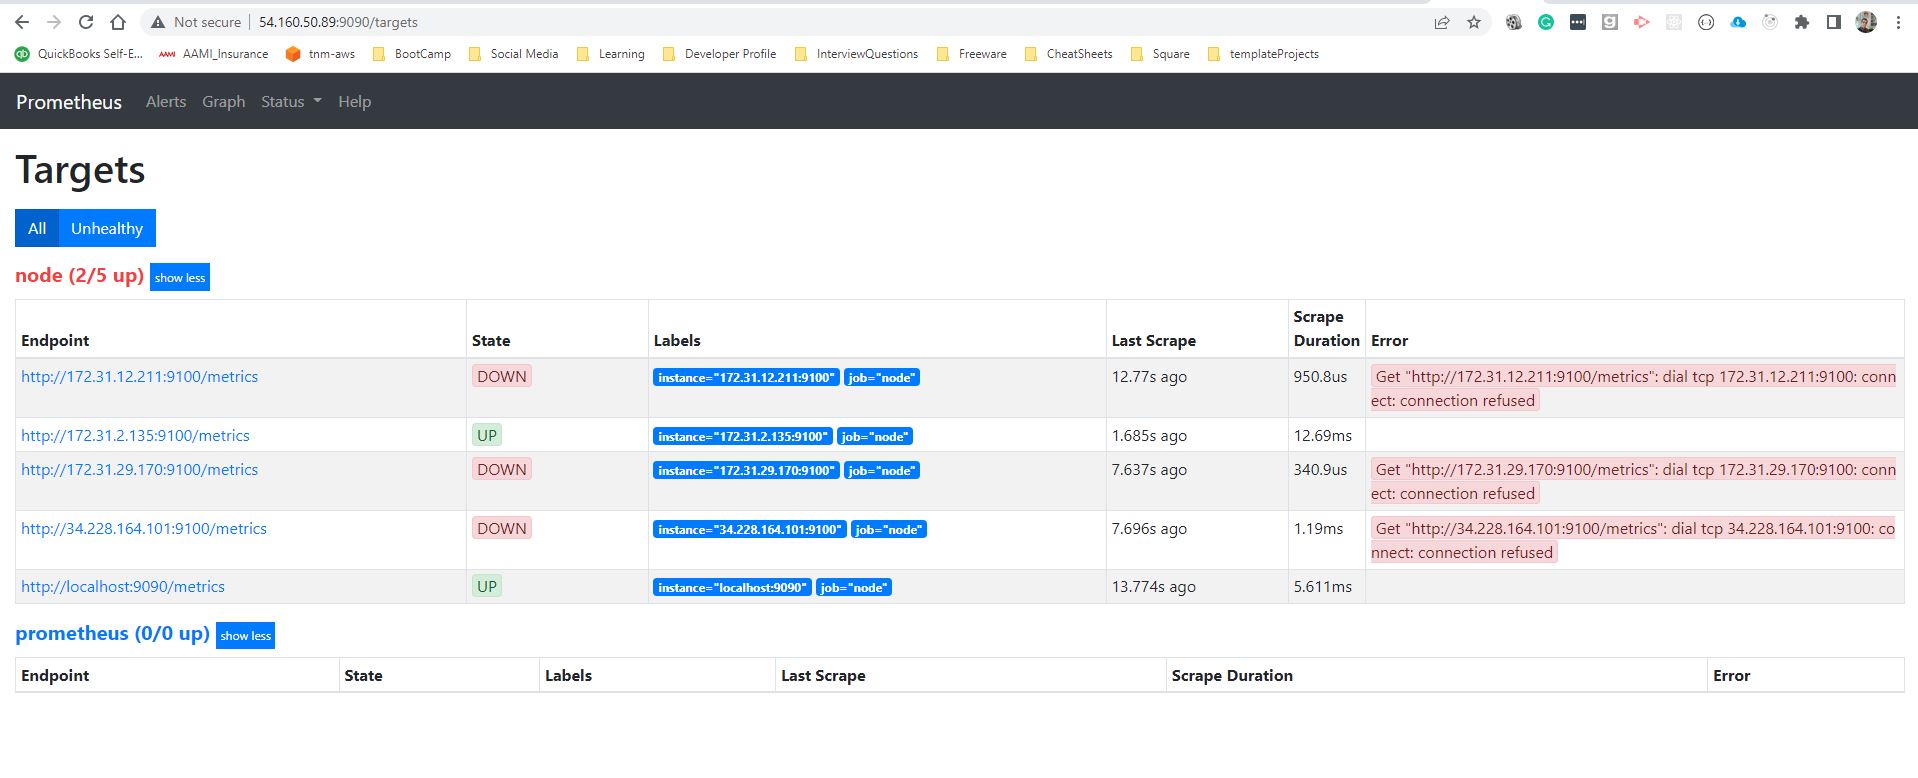 Not secure | 54.160.50.89:9090/targets
QuickBooks Self-E... AAMI_Insurance tnm-aws BootCamp Social Media Learning Developer Profile InterviewQuestions Freeware CheatSheets Square templateProjects
Prometheus Alerts Graph Status Help
Targets
All Unhealthy
node (2/5 up) show less
Endpoint State Labels Last Scrape Scrape Duration Error
http://172.31.12.211:9100/metrics DOWN instance="172.31.12.211:9100" job="node" 12.77s ago 950.8us Get "http://172.31.12.211:9100/metrics": dial tcp 172.31.12.211:9100: conn
ect: connection refused
http://172.31.2.135:9100/metrics UP instance="172.31.2.135:9100" job="node" 1.685s ago 12.69ms
http://172.31.29.170:9100/metrics DOWN instance="172.31.29.170:9100" job="node" 7.637s ago 340.9us Get "http://172.31.29.170:9100/metrics": dial tcp 172.31.29.170:9100: conn
ect: connection refused
http://34.228.164.101:9100/metrics DOWN instance="34.228.164.101:9100" job="node" 7.696s ago 1.19ms Get "http://34.228.164.101:9100/metrics": dial tcp 34.228.164.101:9100: co
nnect: connection refused
http://localhost:9090/metrics UP instance="localhost:9090" job="node" 13.774s ago 5.611ms
prometheus (0/0 up) show less
Endpoint State Labels Last Scrape Scrape Duration Error